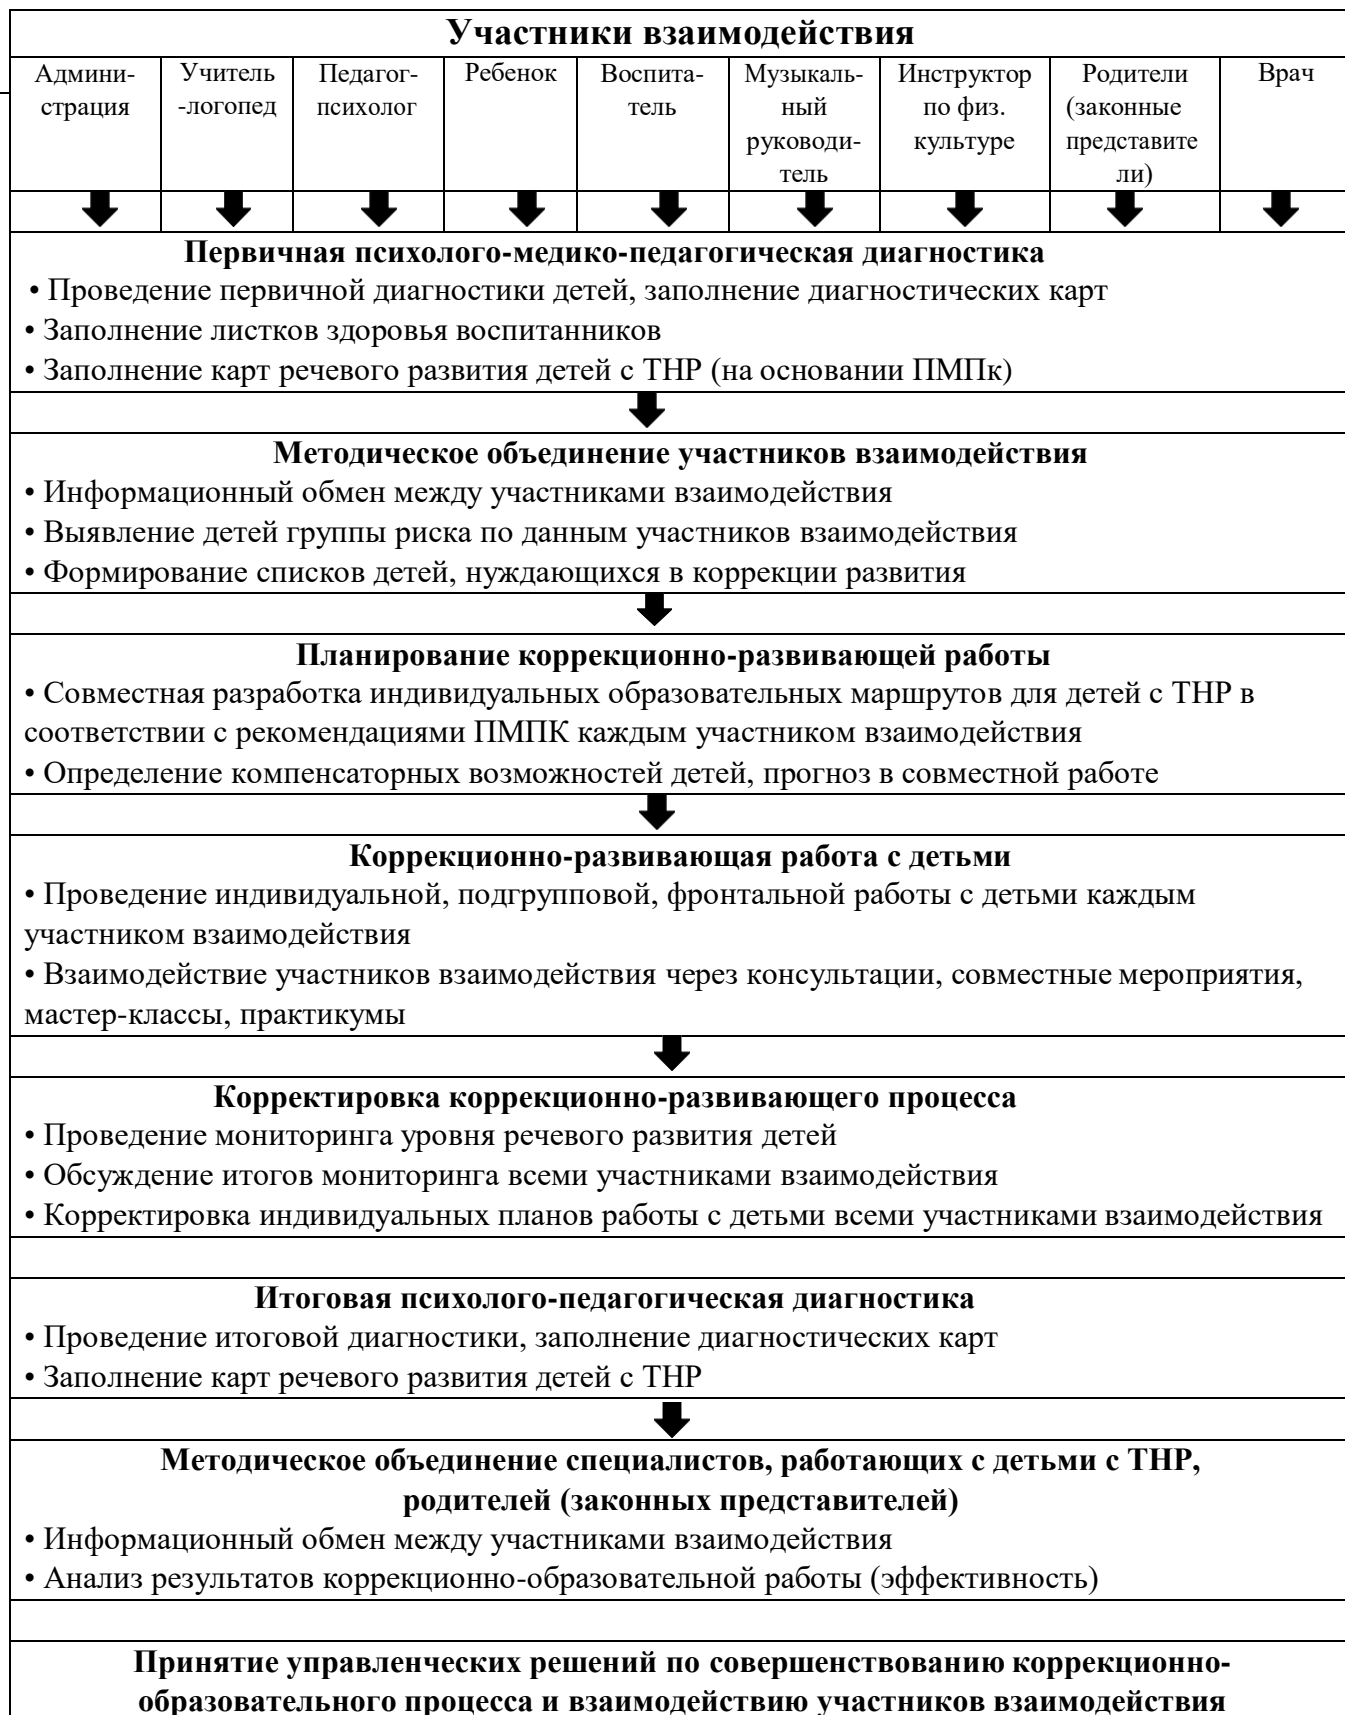 Участники взаимодействия
Админи-
страция
Учитель
-логопед
Педагог-
психолог
Ребенок
Воспита-
тель
Музыкаль-
ный
руководи-
тель
Инструктор
по физ.
культуре
Родители
(законные
представите
ли)
Врач
Первичная психолого-медико-педагогическая диагностика
• Проведение первичной диагностики детей, заполнение диагностических карт
• Заполнение листков здоровья воспитанников
• Заполнение карт речевого развития детей с ТНР (на основании ПМПк)
Методическое объединение участников взаимодействия
• Информационный обмен между участниками взаимодействия
• Выявление детей группы риска по данным участников взаимодействия
• Формирование списков детей, нуждающихся в коррекции развития
Планирование коррекционно-развивающей работы
• Совместная разработка индивидуальных образовательных маршрутов для детей с ТНР в
соответствии с рекомендациями ПМПК каждым участником взаимодействия
• Определение компенсаторных возможностей детей, прогноз в совместной работе
Коррекционно-развивающая работа с детьми
• Проведение индивидуальной, подгрупповой, фронтальной работы с детьми каждым
участником взаимодействия
• Взаимодействие участников взаимодействия через консультации, совместные мероприятия,
мастер-классы, практикумы
Корректировка коррекционно-развивающего процесса
• Проведение мониторинга уровня речевого развития детей
• Обсуждение итогов мониторинга всеми участниками взаимодействия
• Корректировка индивидуальных планов работы с детьми всеми участниками взаимодействия
Итоговая психолого-педагогическая диагностика
• Проведение итоговой диагностики, заполнение диагностических карт
• Заполнение карт речевого развития детей с ТНР
Методическое объединение специалистов, работающих с детьми с ТНР,
родителей (законных представителей)
• Информационный обмен между участниками взаимодействия
• Анализ результатов коррекционно-образовательной работы (эффективность)
Принятие управленческих решений по совершенствованию коррекционно-
образовательного процесса и взаимодействию участников взаимодействия